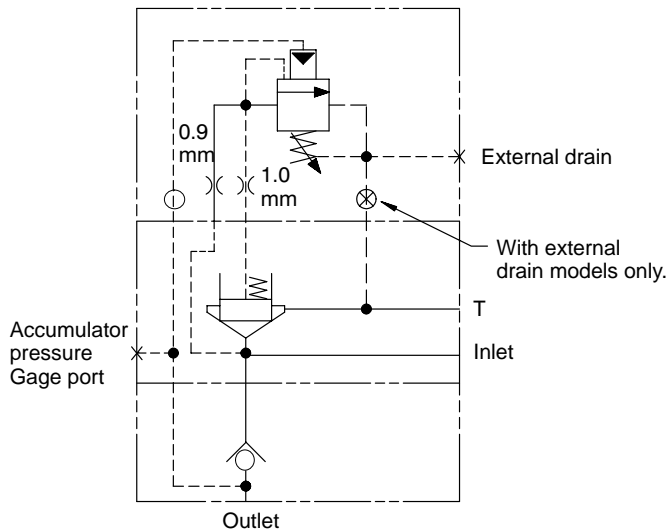 0.9
mm
1.0
mm
External drain
With external
drain models only.
T
Accumulator
pressure
Gage port
Inlet
Outlet